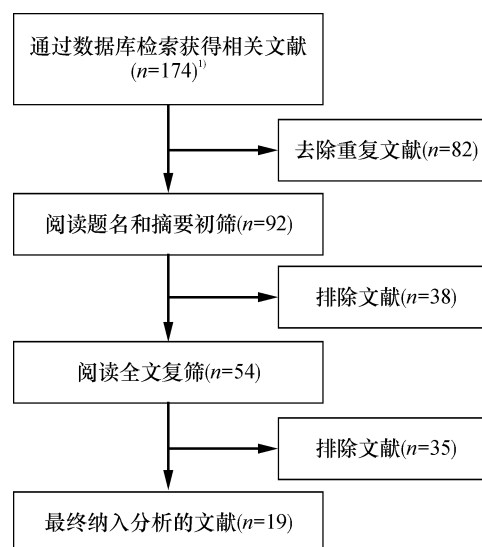 通过数据库检索获得相关文献
(n=174)1)
去除重复文献(n=82)
阅读题名和摘要初筛(n=92)
排除文献(n=38)
阅读全文复筛(n=54)
排除文献(n=35)
最终纳入分析的文献(n=19)